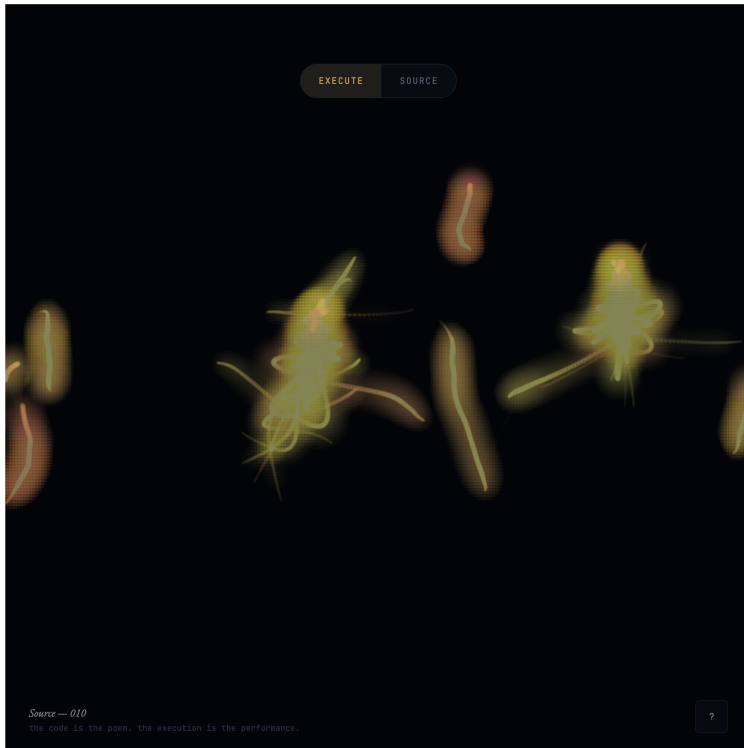 EXECUTE SOURCE
Source — 010
the code is the poem. the execution is the performance.
?